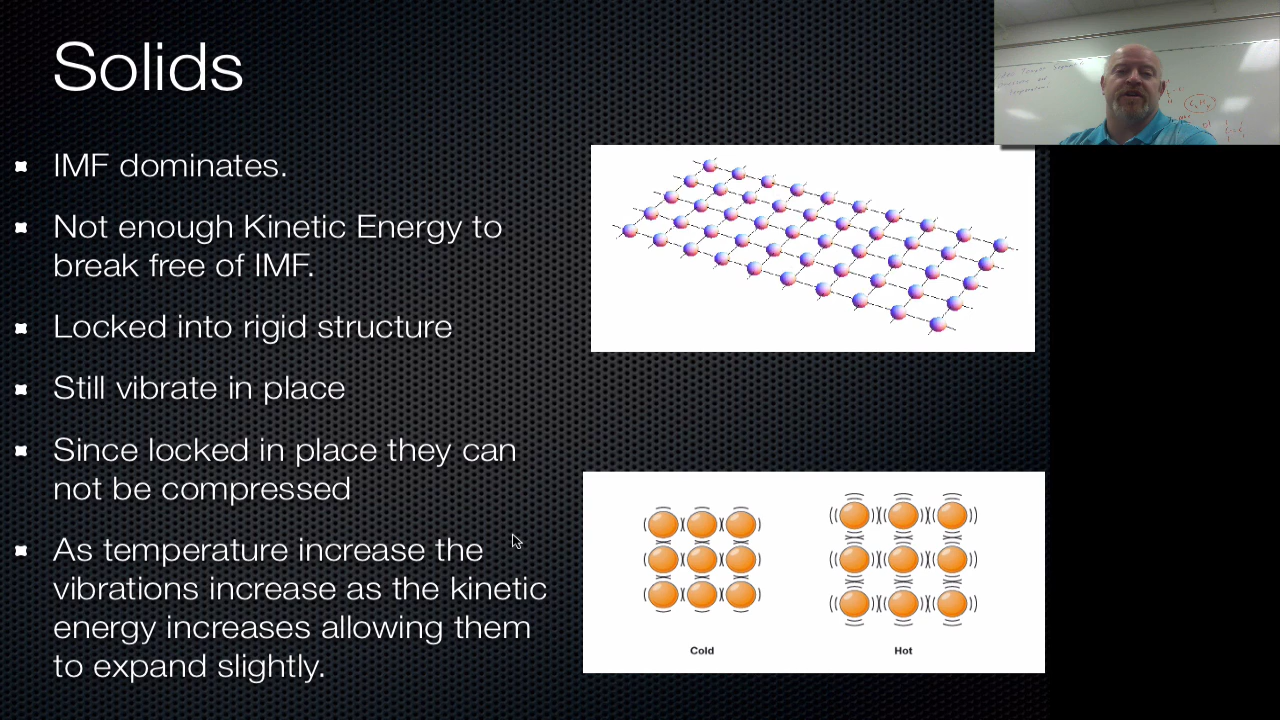 Solids
IMF dominates.
Not enough Kinetic Energy to
break free of IMF.
Locked into rigid structure
Still vibrate in place
Since locked in place they can
not be compressed
As temperature increase the
vibrations increase as the kinetic
energy increases allowing them
to expand slightly.
Cold
Hot